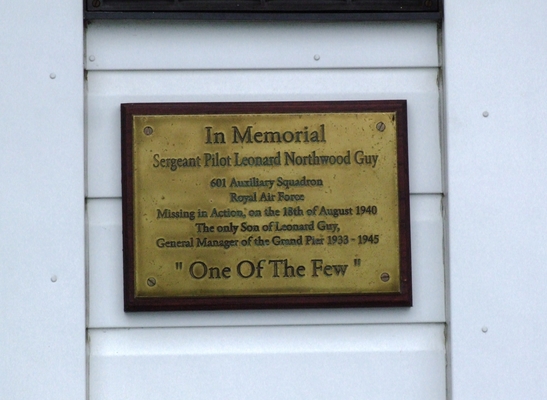 In Memorial
Sergeant Pilot Leonard Northwood Guy
601 Auxiliary Squadron
Royal Air Force
Missing in Action, on the 18th of August 1940
The only Son of Leonard Guy,
General Manager of the Grand Pier 1933 - 1945
" One Of The Few "